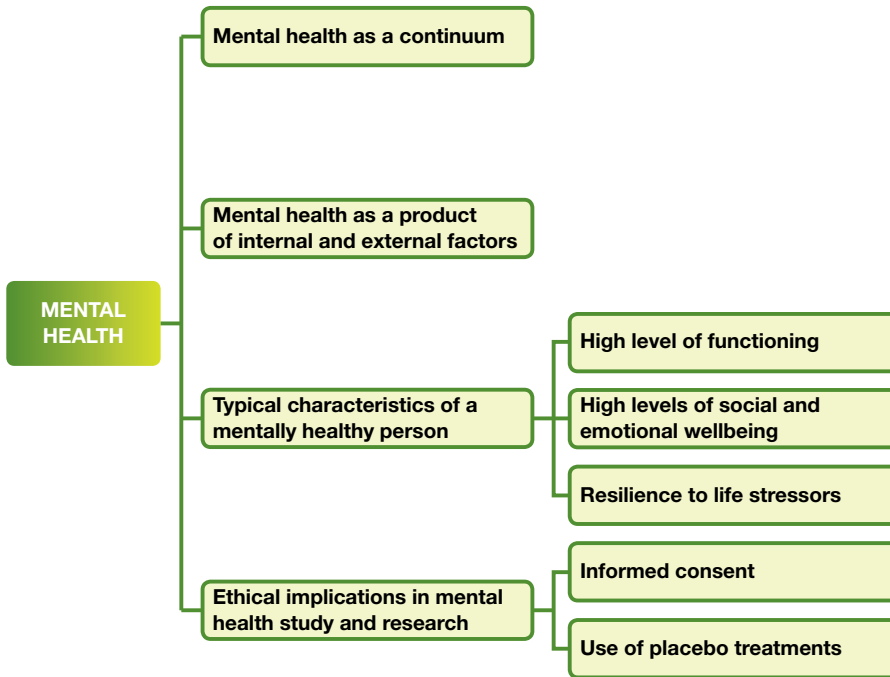 Mental health as a continuum
Mental health as a product
of internal and external factors
MENTAL
HEALTH
Typical characteristics of a
mentally healthy person
High level of functioning
High levels of social and
emotional wellbeing
Resilience to life stressors
Ethical implications in mental
health study and research
Informed consent
Use of placebo treatments